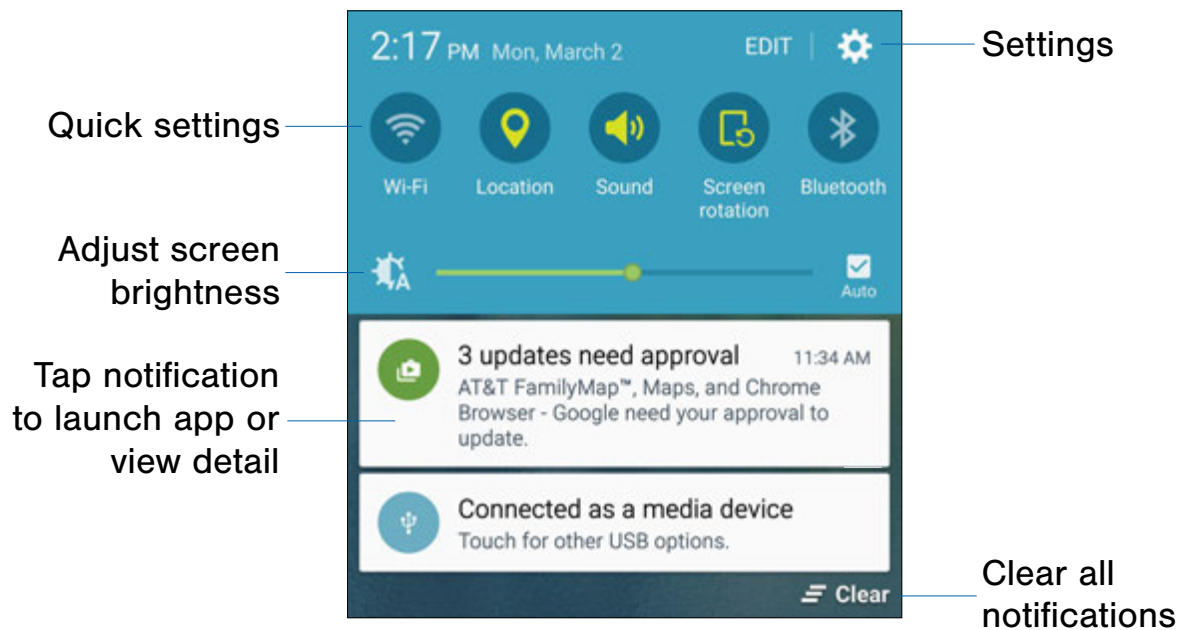 2:17 PM Mon, March 2 EDIT
Settings
Quick settings
Wi-Fi Location Sound Screen rotation Bluetooth
Adjust screen
brightness
A
Auto
Tap notification
to launch app or
view detail
3 updates need approval 11:34 AM
AT&T FamilyMap™, Maps, and Chrome
Browser - Google need your approval to
update.
Connected as a media device
Touch for other USB options.
Clear
Clear all
notifications